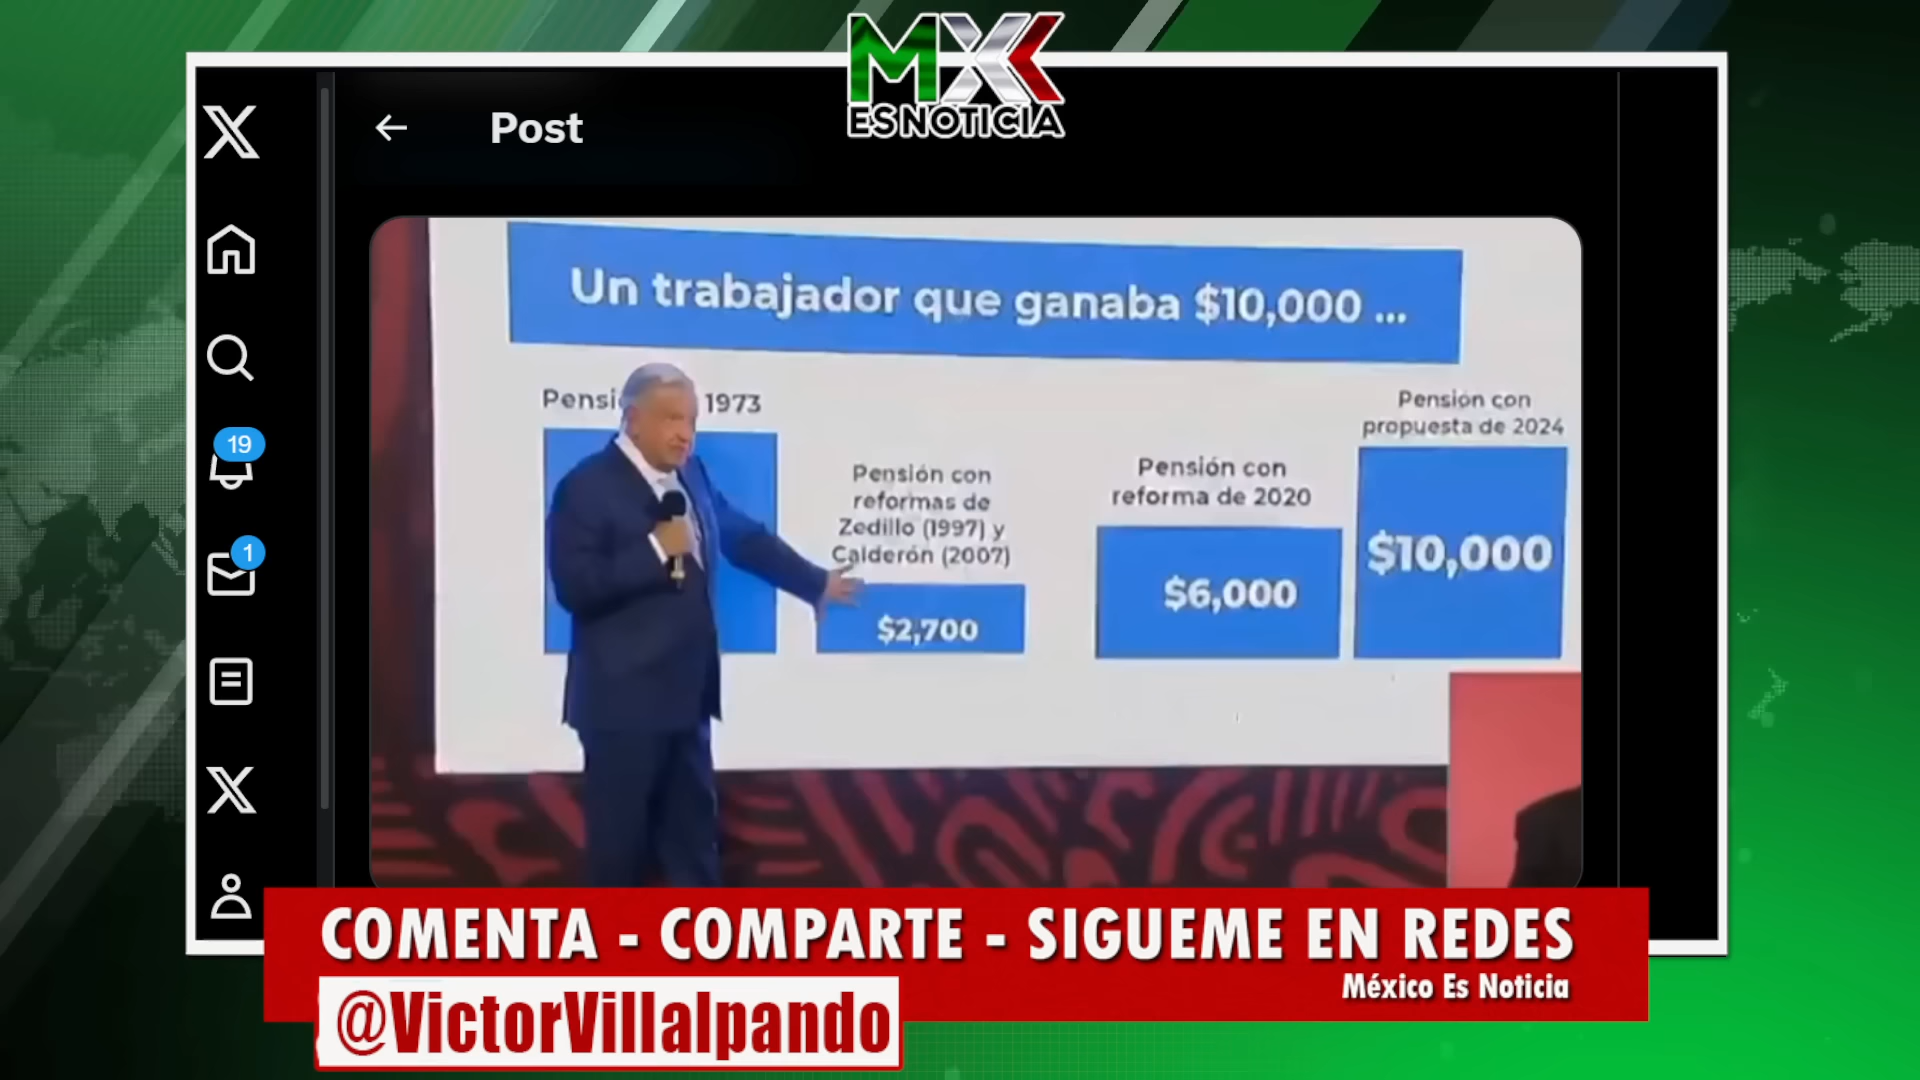 MX
ES NOTICIA
Post
19
1
Un trabajador que ganaba $10,000 ...
Pensi
1973
Pensión con
reformas de
Zedillo (1997) y
Calderón (2007)
$2,700
Pensión con
reforma de 2020
$6,000
Pensión con
propuesta de 2024
$10,000
COMENTA - COMPARTE - SIGUEME EN REDES
México Es Noticia
@VictorVillalpando